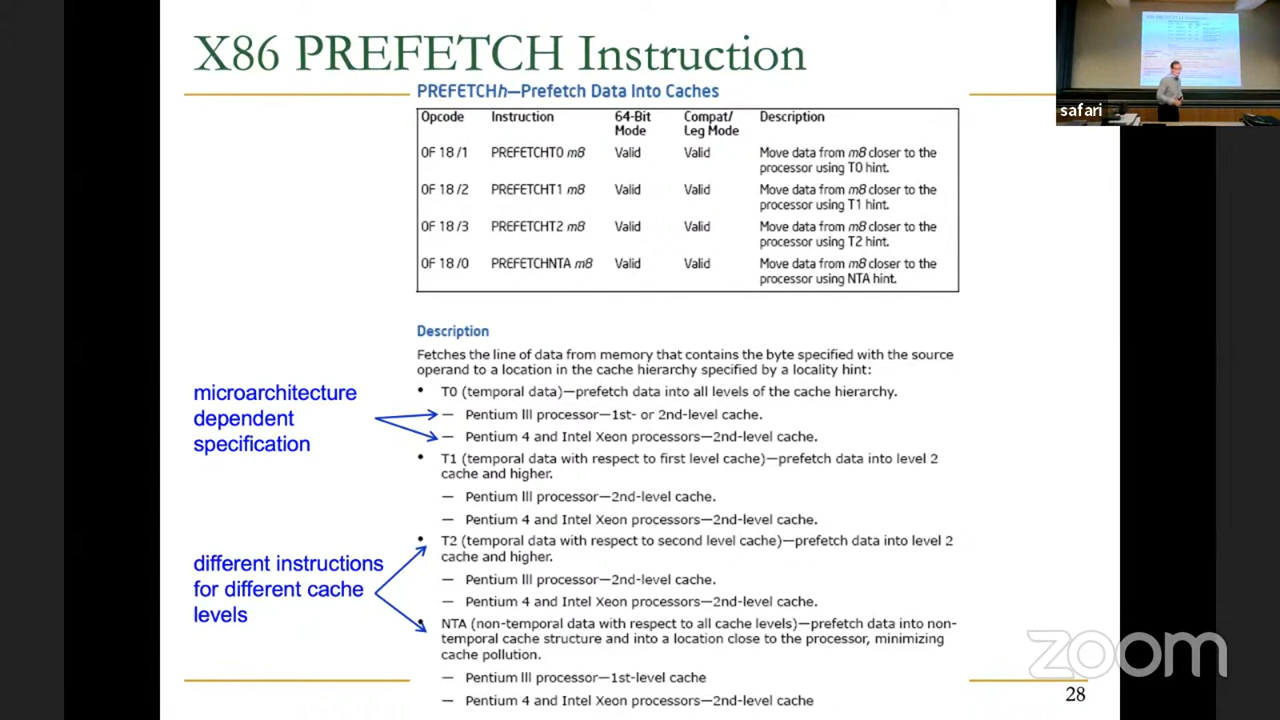 X86 PREFETCH Instruction
safari
PREFETCHh—Prefetch Data Into Caches
Opcode Instruction 64-Bit Mode Compat/Leg Mode Description
0F 18 /1 PREFETCHT0 m8 Valid Valid Move data from m8 closer to the
processor using T0 hint.
0F 18 /2 PREFETCHT1 m8 Valid Valid Move data from m8 closer to the
processor using T1 hint.
0F 18 /3 PREFETCHT2 m8 Valid Valid Move data from m8 closer to the
processor using T2 hint.
0F 18 /0 PREFETCHNTA m8 Valid Valid Move data from m8 closer to the
processor using NTA hint.
Description
Fetches the line of data from memory that contains the byte specified with the source
operand to a location in the cache hierarchy specified by a locality hint:
microarchitecture
dependent
specification
• T0 (temporal data)—prefetch data into all levels of the cache hierarchy.
— Pentium III processor—1st- or 2nd-level cache.
— Pentium 4 and Intel Xeon processors—2nd-level cache.
• T1 (temporal data with respect to first level cache)—prefetch data into level 2
cache and higher.
— Pentium III processor—2nd-level cache.
— Pentium 4 and Intel Xeon processors—2nd-level cache.
different instructions
for different cache
levels
• T2 (temporal data with respect to second level cache)—prefetch data into level 2
cache and higher.
— Pentium III processor—2nd-level cache.
— Pentium 4 and Intel Xeon processors—2nd-level cache.
• NTA (non-temporal data with respect to all cache levels)—prefetch data into non-
temporal cache structure and into a location close to the processor, minimizing
cache pollution.
— Pentium III processor—1st-level cache
— Pentium 4 and Intel Xeon processors—2nd-level cache
zoom
28